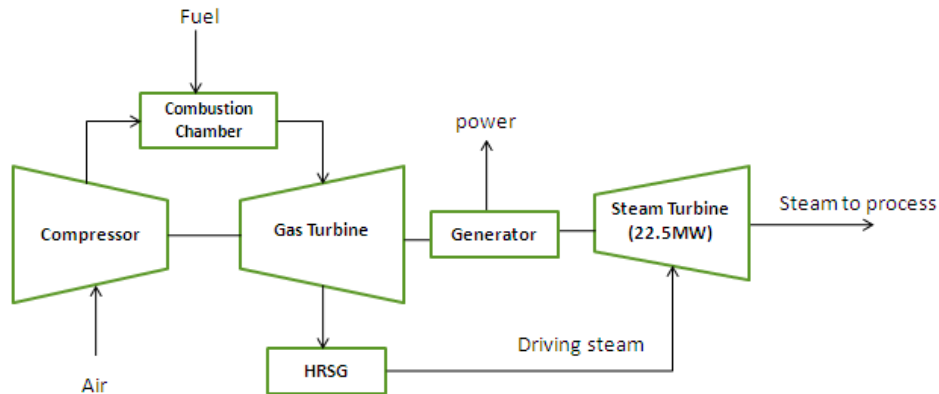 Fuel
Combustion
Chamber
power
Compressor
Gas Turbine
Generator
Steam Turbine
(22.5MW)
Steam to process
HRSG
Driving steam
Air